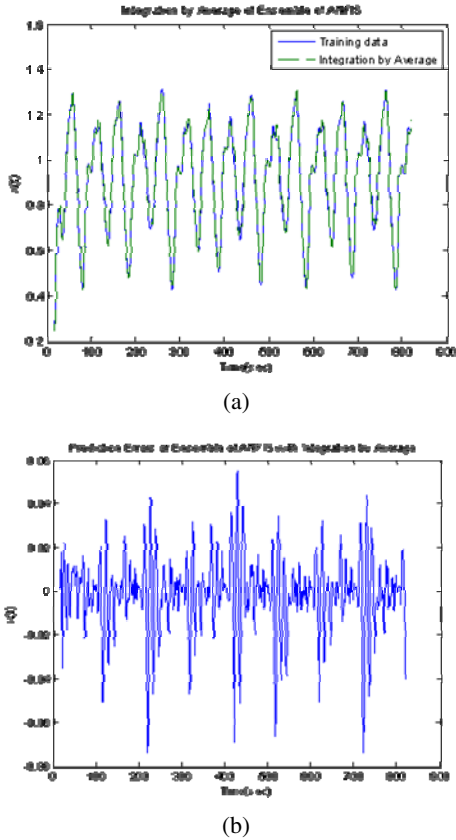 Integration by Average of Ensemble of ANFIS
1.6
1.4
1.2
1
0.8
0.6
0.4
0.2
Training data
Integration by Average
x(t)
0 100 200 300 400 500 600 700 800 900
Time(sec)
(a)
Prediction Errors of Ensemble of ANFIS with Integration by Average
0.06
0.04
0.02
0
-0.02
-0.04
-0.06
-0.08
0 100 200 300 400 500 600 700 800 900
Time(sec)
(b)